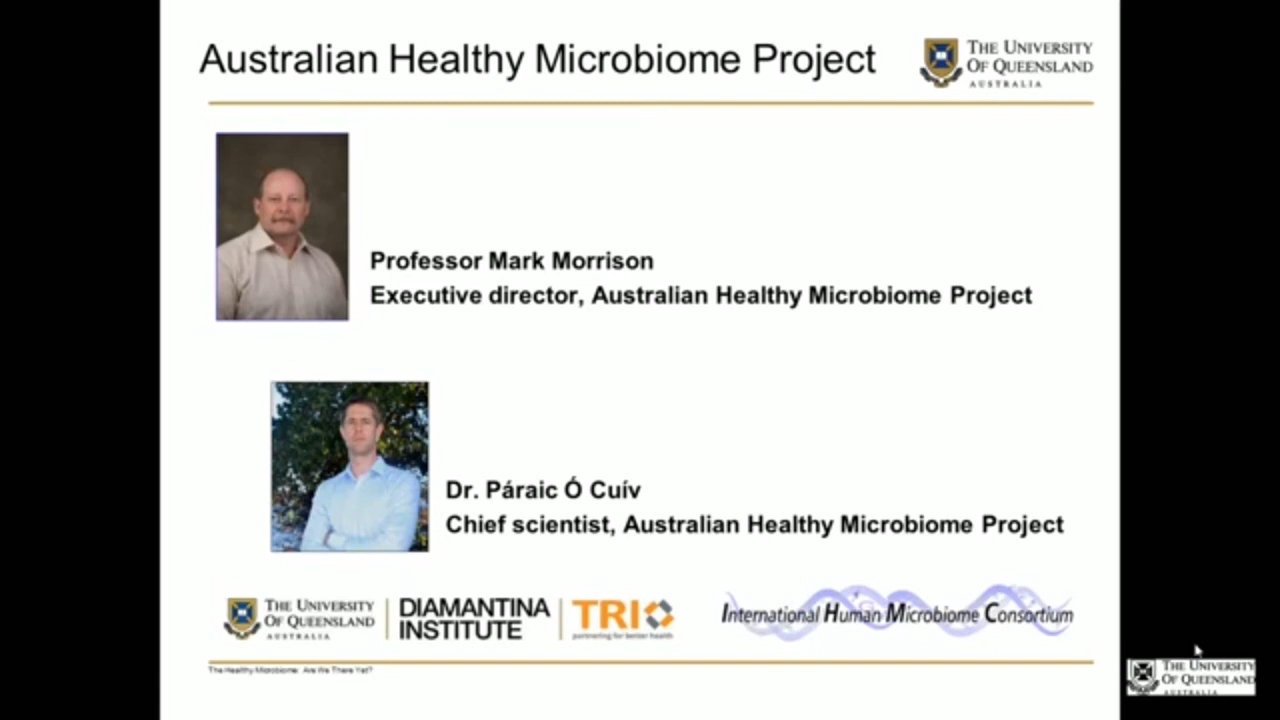 Australian Healthy Microbiome Project
THE UNIVERSITY
OF QUEENSLAND
AUSTRALIA
Professor Mark Morrison
Executive director, Australian Healthy Microbiome Project
Dr. Páraic Ó Cuív
Chief scientist, Australian Healthy Microbiome Project
THE UNIVERSITY
OF QUEENSLAND
AUSTRALIA
DIAMANTINA
INSTITUTE
TRI
partnering for better health
International Human Microbiome Consortium
The Healthy Microbiome: Are We There Yet?
THE UNIVERSITY
OF QUEENSLAND
AUSTRALIA